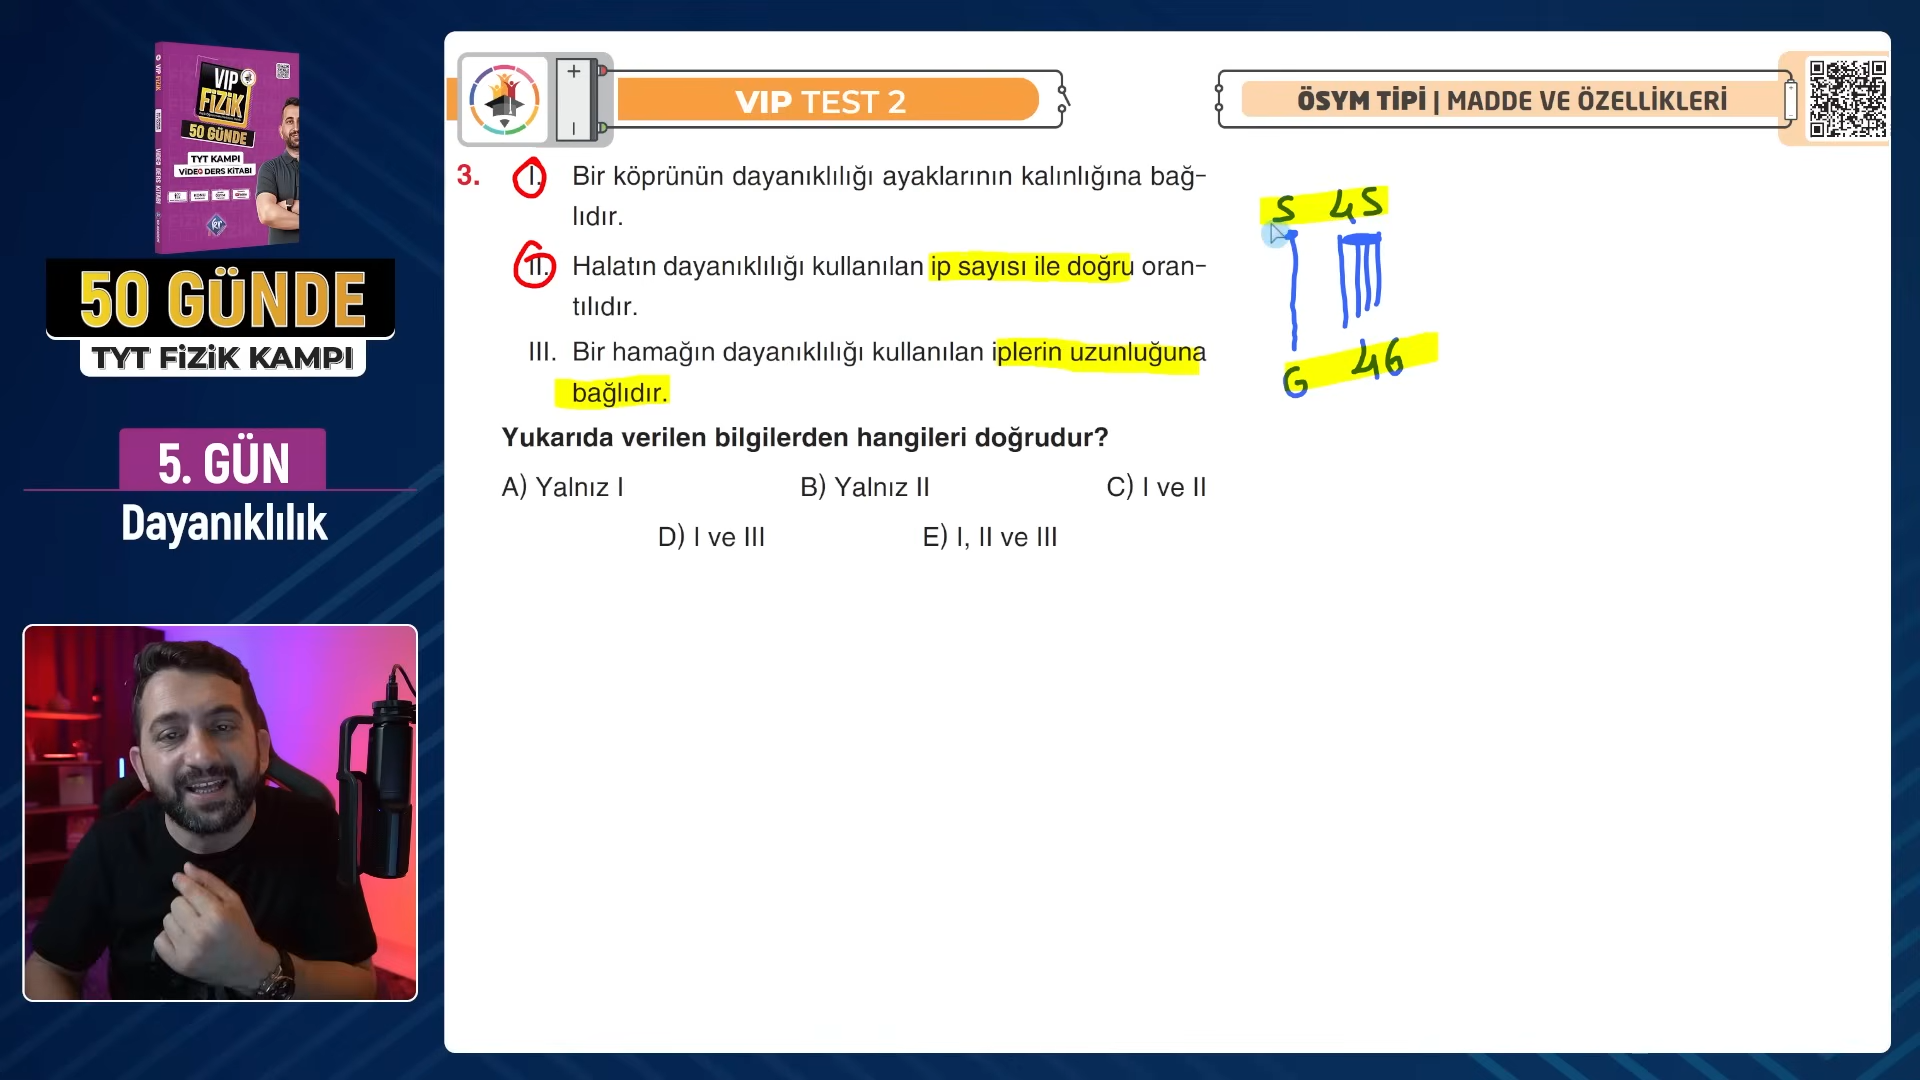 VIP
FİZİK
50 GÜNDE
TYT KAMPI
VİDEO DERS KİTABI
50 GÜNDE
TYT FİZİK KAMPI
5. GÜN
Dayanıklılık
VIP TEST 2
ÖSYM TİPİ | MADDE VE ÖZELLİKLERİ
3. I. Bir köprünün dayanıklılığı ayaklarının kalınlığına bağ-
lıdır.
II. Halatın dayanıklılığı kullanılan ip sayısı ile doğru oran-
tılıdır.
III. Bir hamağın dayanıklılığı kullanılan iplerin uzunluğuna
bağlıdır.
Yukarıda verilen bilgilerden hangileri doğrudur?
A) Yalnız I B) Yalnız II C) I ve II
D) I ve III E) I, II ve III
S 4S
G 4G